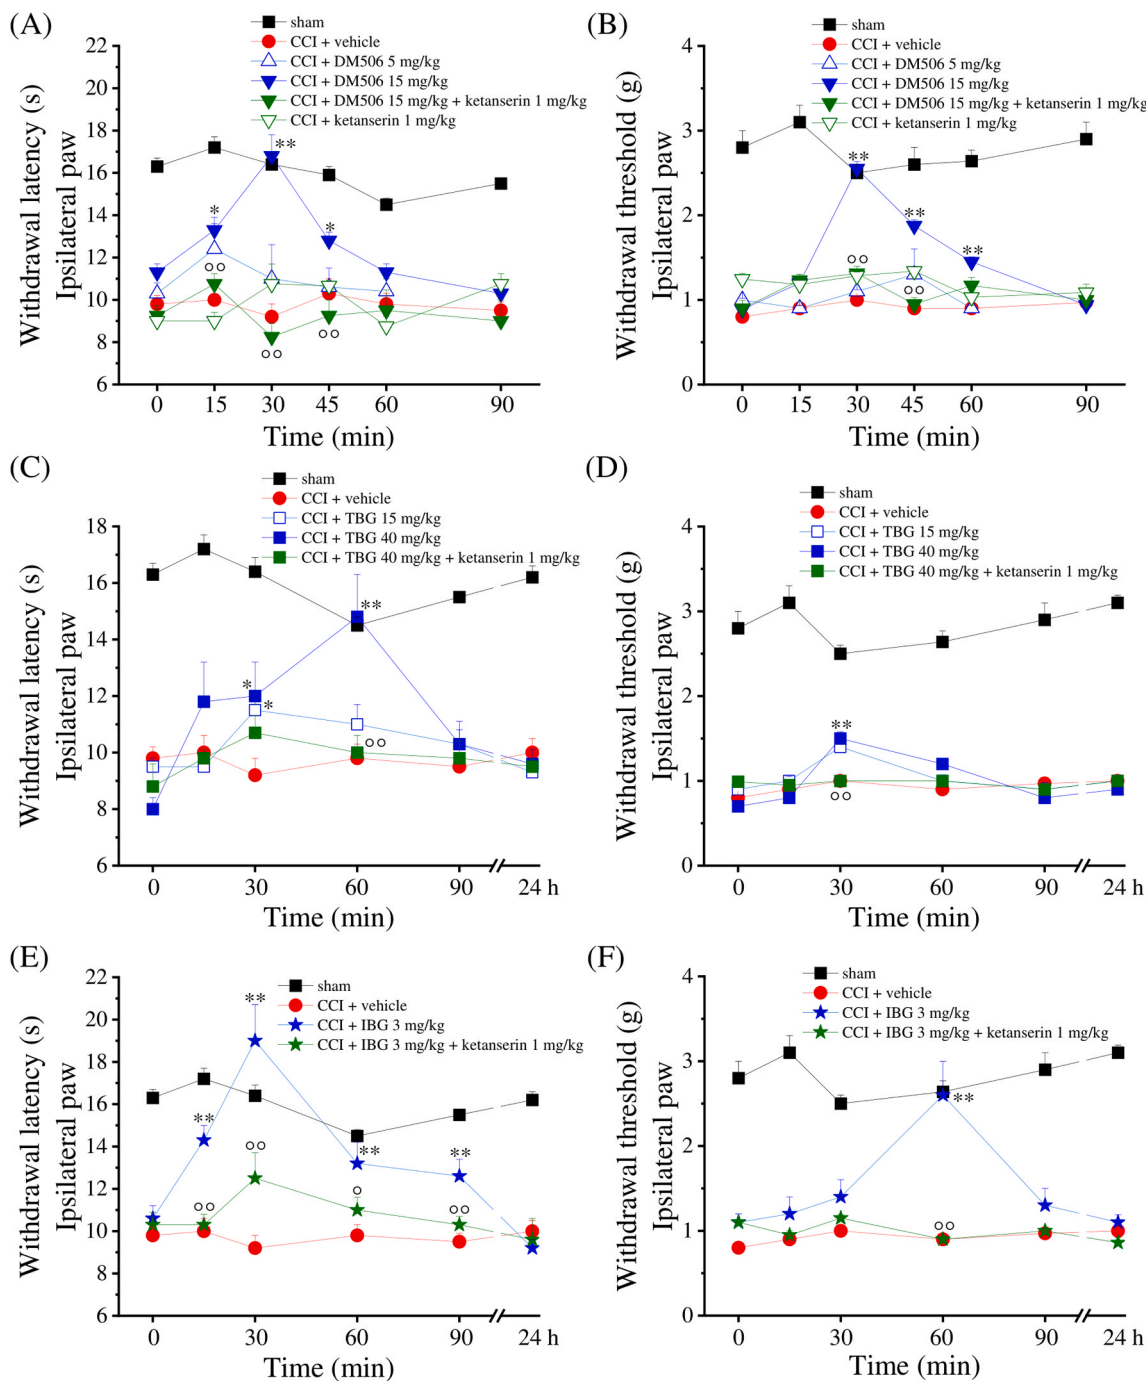 (A)
sham
CCI + vehicle
CCI + DM506 5 mg/kg
CCI + DM506 15 mg/kg
CCI + DM506 15 mg/kg + ketanserin 1 mg/kg
CCI + ketanserin 1 mg/kg
Withdrawal latency (s)
Ipsilateral paw
22
20
18
16
14
12
10
8
6
**
*
*
°°
°°
°°
0 15 30 45 60 90
Time (min)
(B)
sham
CCI + vehicle
CCI + DM506 5 mg/kg
CCI + DM506 15 mg/kg
CCI + DM506 15 mg/kg + ketanserin 1 mg/kg
CCI + ketanserin 1 mg/kg
Withdrawal threshold (g)
Ipsilateral paw
4
3
2
1
0
**
**
**
°°
°°
0 15 30 45 60 90
Time (min)
(C)
sham
CCI + vehicle
CCI + TBG 15 mg/kg
CCI + TBG 40 mg/kg
CCI + TBG 40 mg/kg + ketanserin 1 mg/kg
Withdrawal latency (s)
Ipsilateral paw
18
16
14
12
10
8
6
**
*
*
°°
0 30 60 90 24 h
Time (min)
(D)
sham
CCI + vehicle
CCI + TBG 15 mg/kg
CCI + TBG 40 mg/kg
CCI + TBG 40 mg/kg + ketanserin 1 mg/kg
Withdrawal threshold (g)
Ipsilateral paw
4
3
2
1
0
**
°°
0 30 60 90 24 h
Time (min)
(E)
sham
CCI + vehicle
CCI + IBG 3 mg/kg
CCI + IBG 3 mg/kg + ketanserin 1 mg/kg
Withdrawal latency (s)
Ipsilateral paw
22
20
18
16
14
12
10
8
6
**
**
**
**
°°
°°
°
°°
0 30 60 90 24 h
Time (min)
(F)
sham
CCI + vehicle
CCI + IBG 3 mg/kg
CCI + IBG 3 mg/kg + ketanserin 1 mg/kg
Withdrawal threshold (g)
Ipsilateral paw
4
3
2
1
0
**
°°
0 30 60 90 24 h
Time (min)